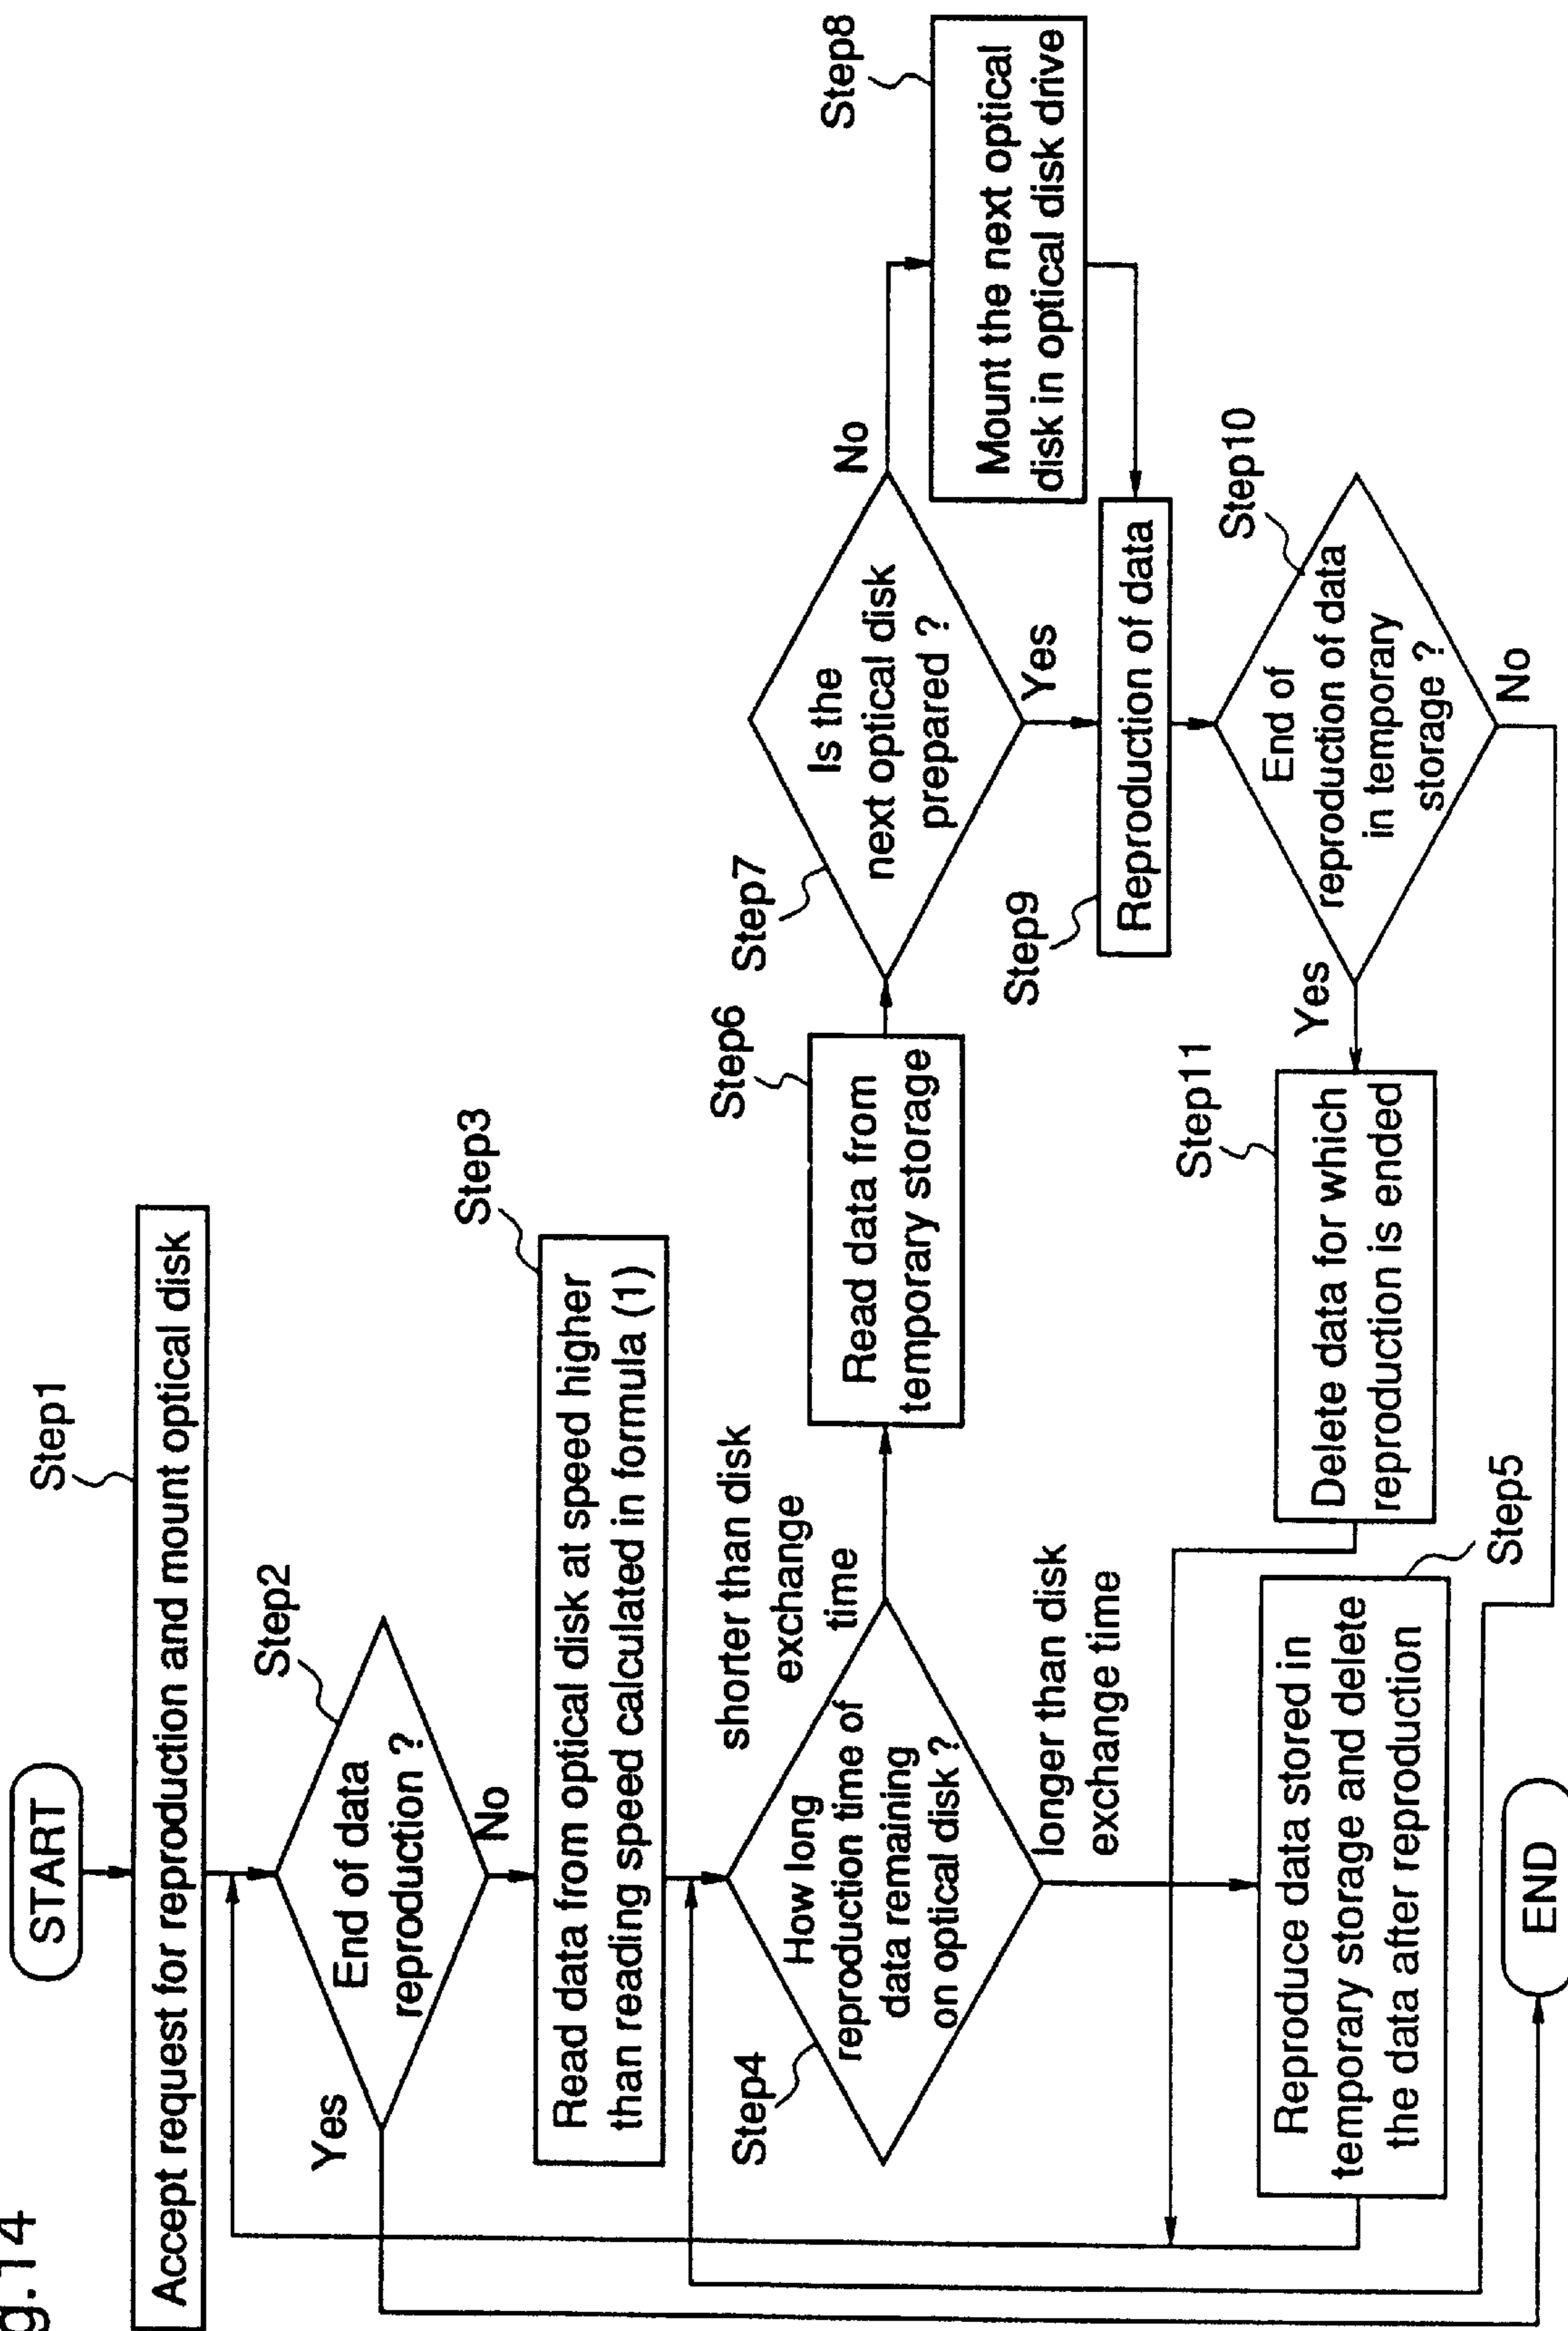 g.14
START
Step1
Accept request for reproduction and mount optical disk
Step2
End of data
reproduction ?
Yes
No
Step3
Read data from optical disk at speed higher
than reading speed calculated in formula (1)
Step4
How long
reproduction time of
data remaining
on optical disk ?
shorter than disk
exchange
time
longer than disk
exchange time
Step5
Reproduce data stored in
temporary storage and delete
the data after reproduction
END
Step6
Read data from
temporary storage
Step7
Is the
next optical disk
prepared ?
No
Yes
Step8
Mount the next optical
disk in optical disk drive
Step9
Reproduction of data
Step10
End of
reproduction of data
in temporary
storage ?
Yes
No
Step11
Delete data for which
reproduction is ended